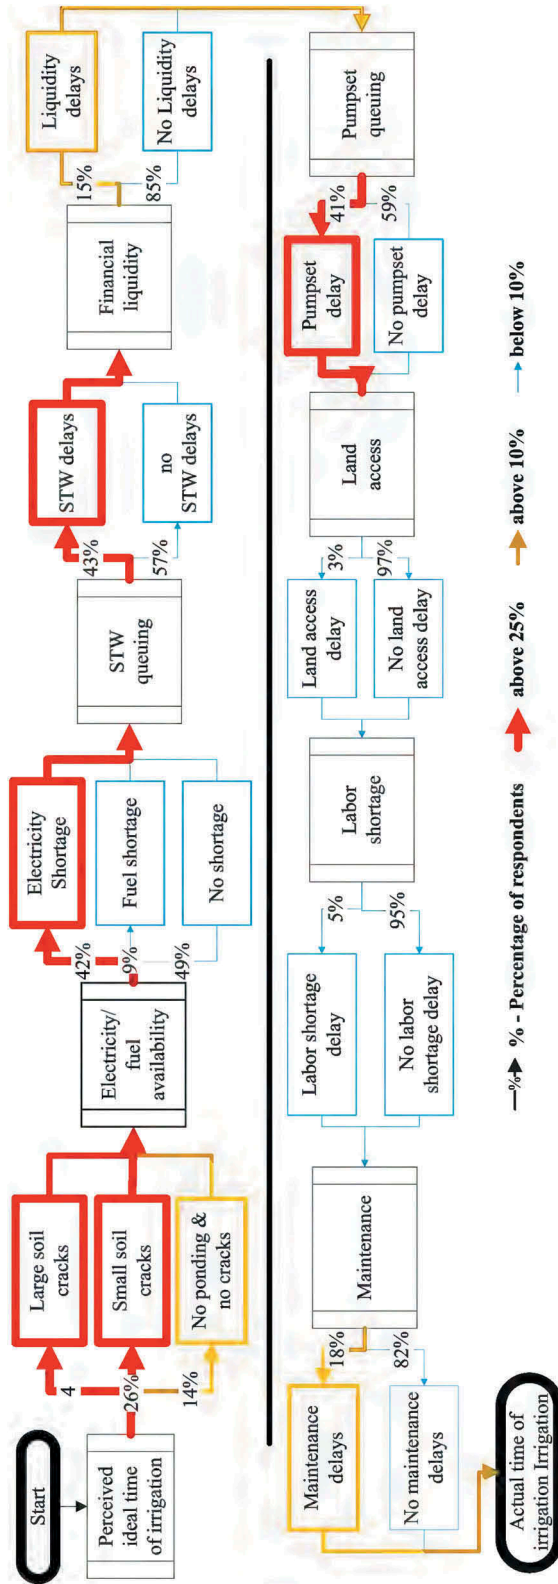 Start
Perceived
ideal time
of irrigation
4
26%
14%
Large soil
cracks
Small soil
cracks
No ponding &
no cracks
Electricity/
fuel
availability
42%
9%
49%
Electricity
Shortage
Fuel shortage
No shortage
STW
queuing
43%
57%
STW delays
no
STW delays
Financial
liquidity
15%
85%
Liquidity
delays
No Liquidity
delays
Pumpset
queuing
41%
59%
Pumpset
delay
No pumpset
delay
Land
access
3%
97%
Land access
delay
No land
access delay
Labor
shortage
5%
95%
Labor shortage
delay
No labor
shortage delay
Maintenance
18%
82%
Maintenance
delays
No maintenance
delays
Actual time of
irrigation Irrigation
% % - Percentage of respondents
above 25%
above 10%
below 10%